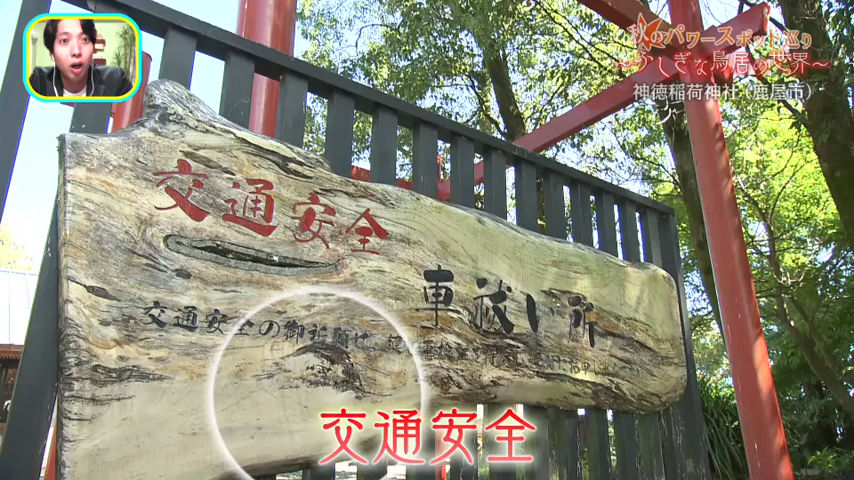 秋のパワースポット巡り
～ふしぎな鳥居の世界～
神徳稲荷神社(鹿屋市)
交通安全
車祓い所
交通安全の御祈願は
交通安全